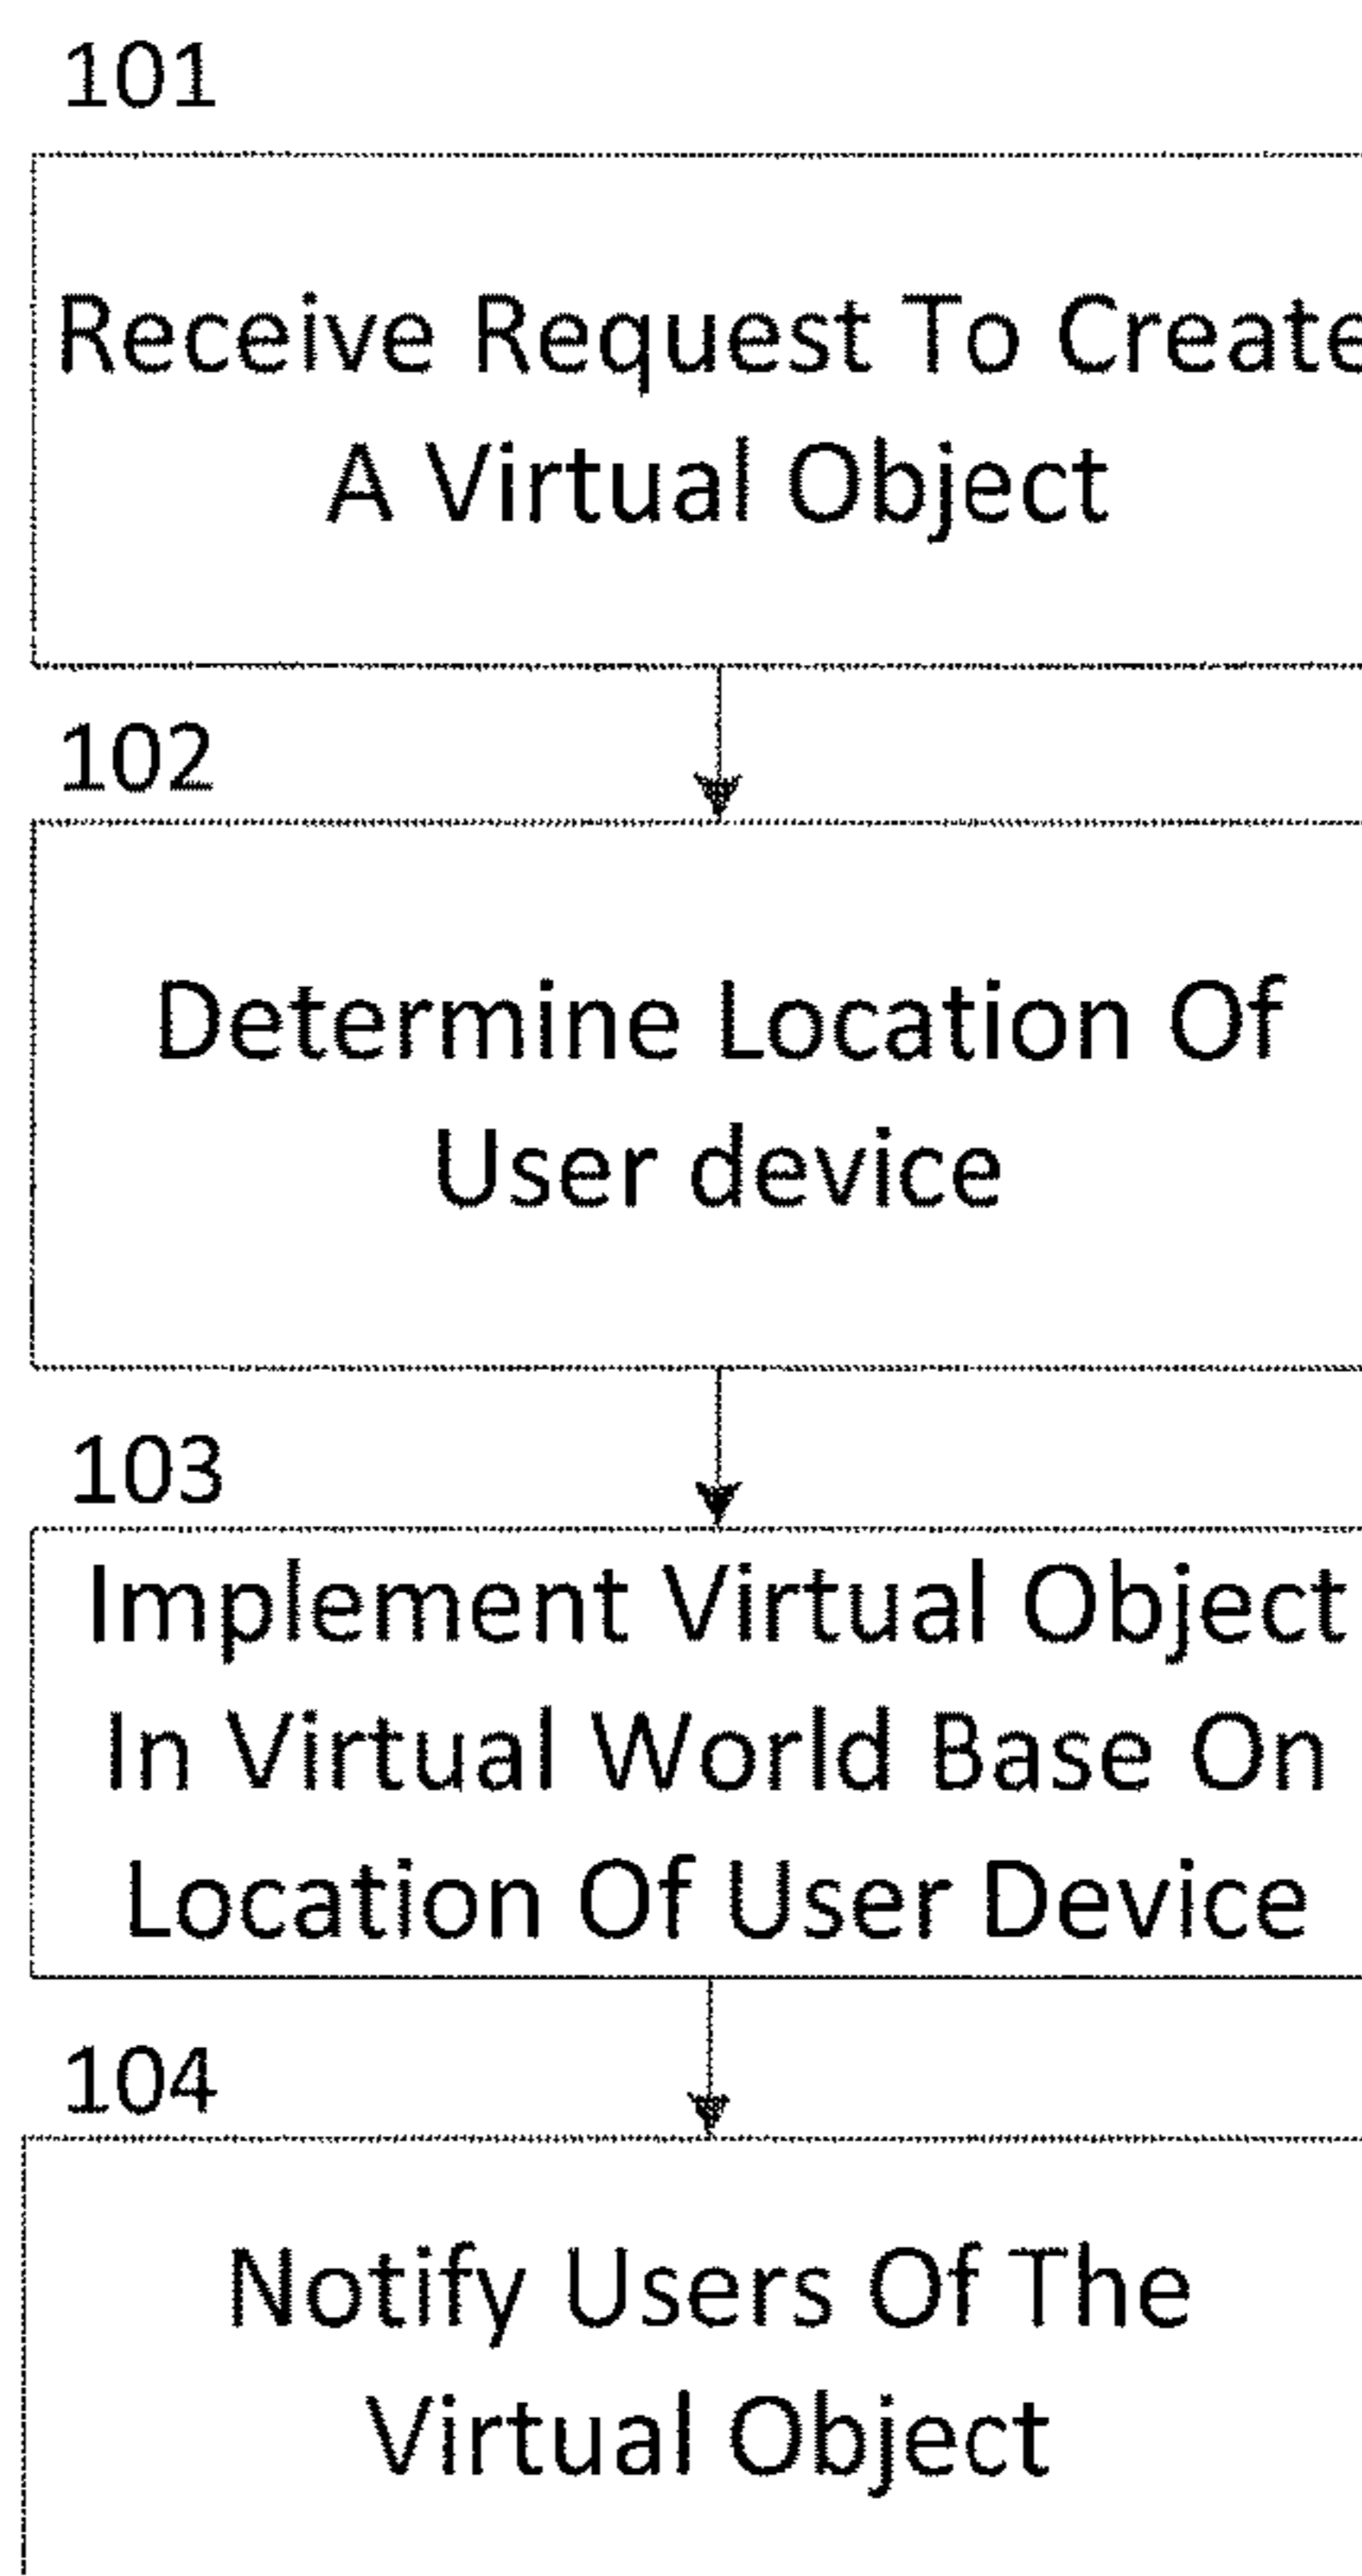 101
Receive Request To Create
A Virtual Object
102
Determine Location Of
User device
103
Implement Virtual Object
In Virtual World Base On
Location Of User Device
104
Notify Users Of The
Virtual Object